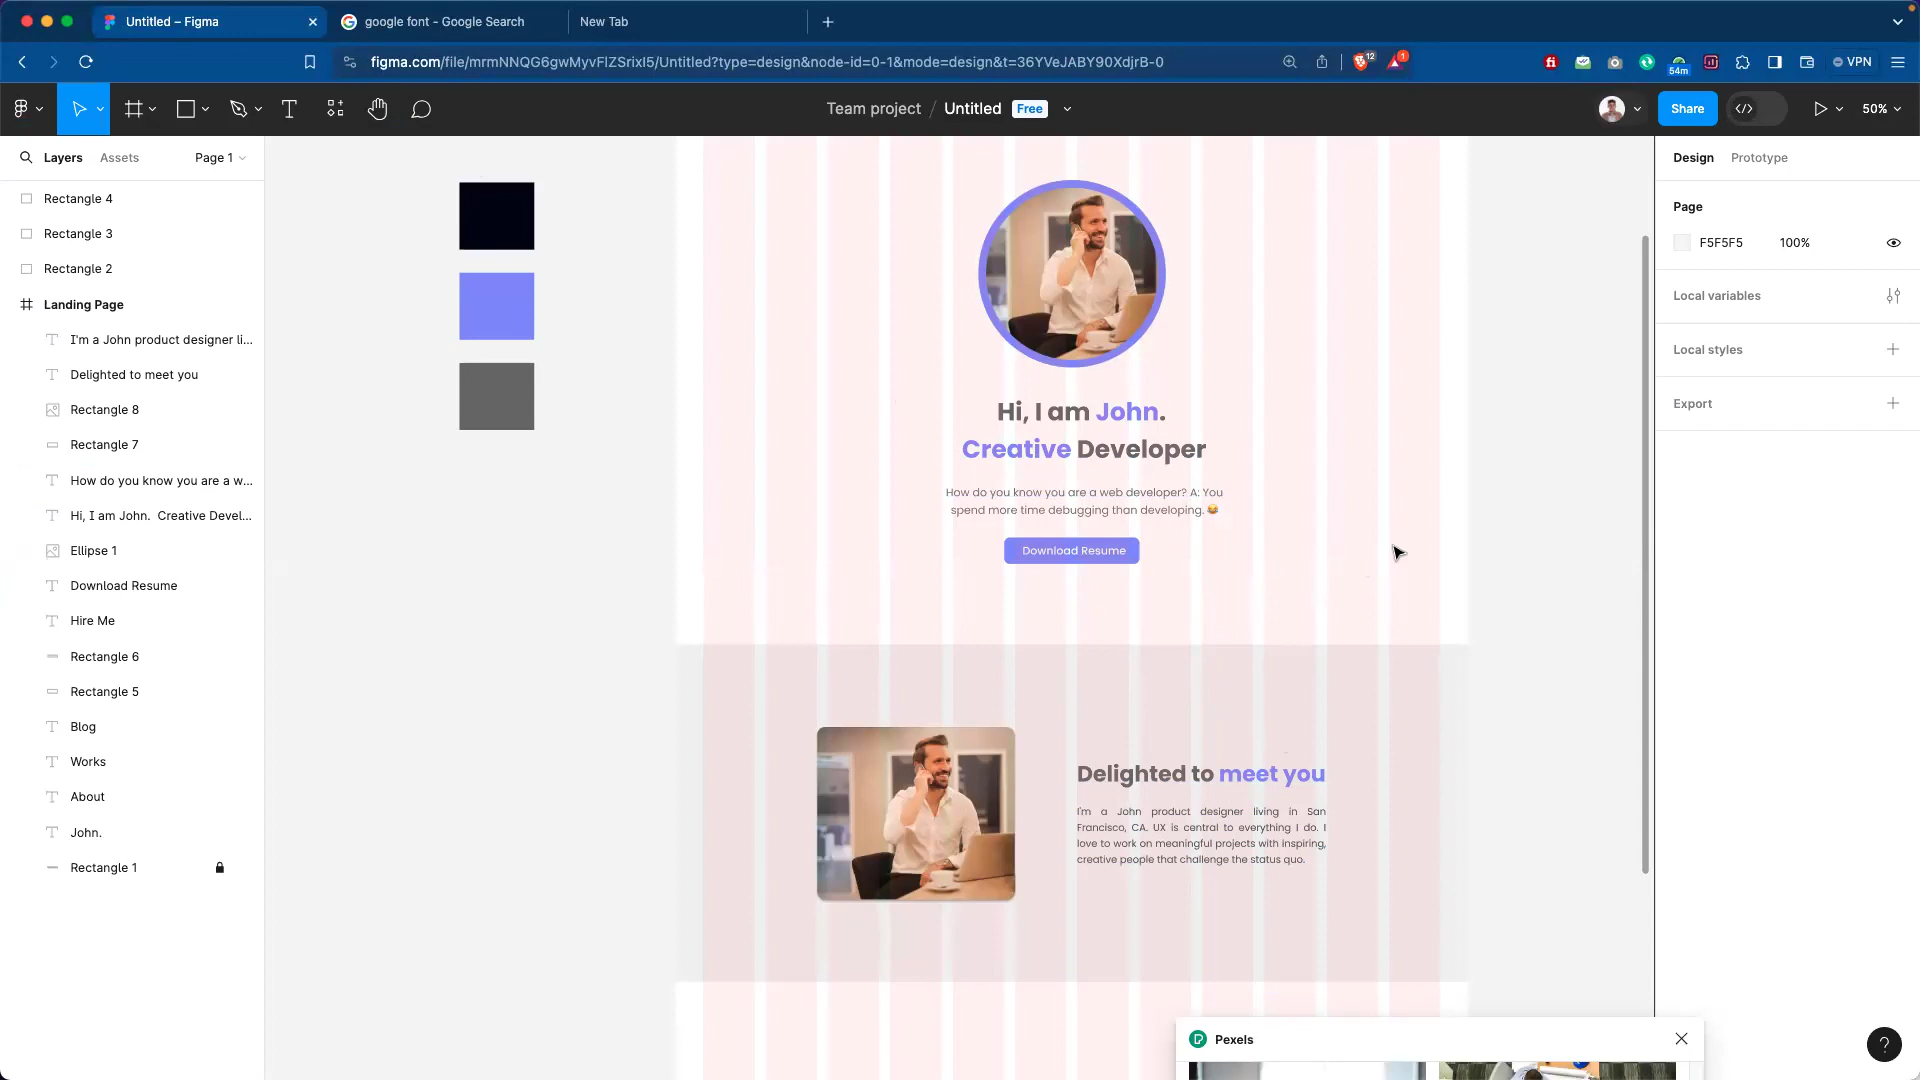 Untitled – Figma
google font - Google Search
New Tab
figma.com/file/mrmNNQG6gwMyvFlZSrixI5/Untitled?type=design&node-id=0-1&mode=design&t=36YVeJABY90XdjrB-0
12
1
fi
54m
VPN
Team project / Untitled Free
Share
50%
Layers
Assets
Page 1
Rectangle 4
Rectangle 3
Rectangle 2
Landing Page
I'm a John product designer li...
Delighted to meet you
Rectangle 8
Rectangle 7
How do you know you are a w...
Hi, I am John. Creative Devel...
Ellipse 1
Download Resume
Hire Me
Rectangle 6
Rectangle 5
Blog
Works
About
John.
Rectangle 1
Hi, I am John.
Creative Developer
How do you know you are a web developer? A: You
spend more time debugging than developing. 😂
Download Resume
Delighted to meet you
I'm a John product designer living in San
Francisco, CA. UX is central to everything I do. I
love to work on meaningful projects with inspiring,
creative people that challenge the status quo.
Pexels
Design
Prototype
Page
F5F5F5
100%
Local variables
Local styles
Export
?